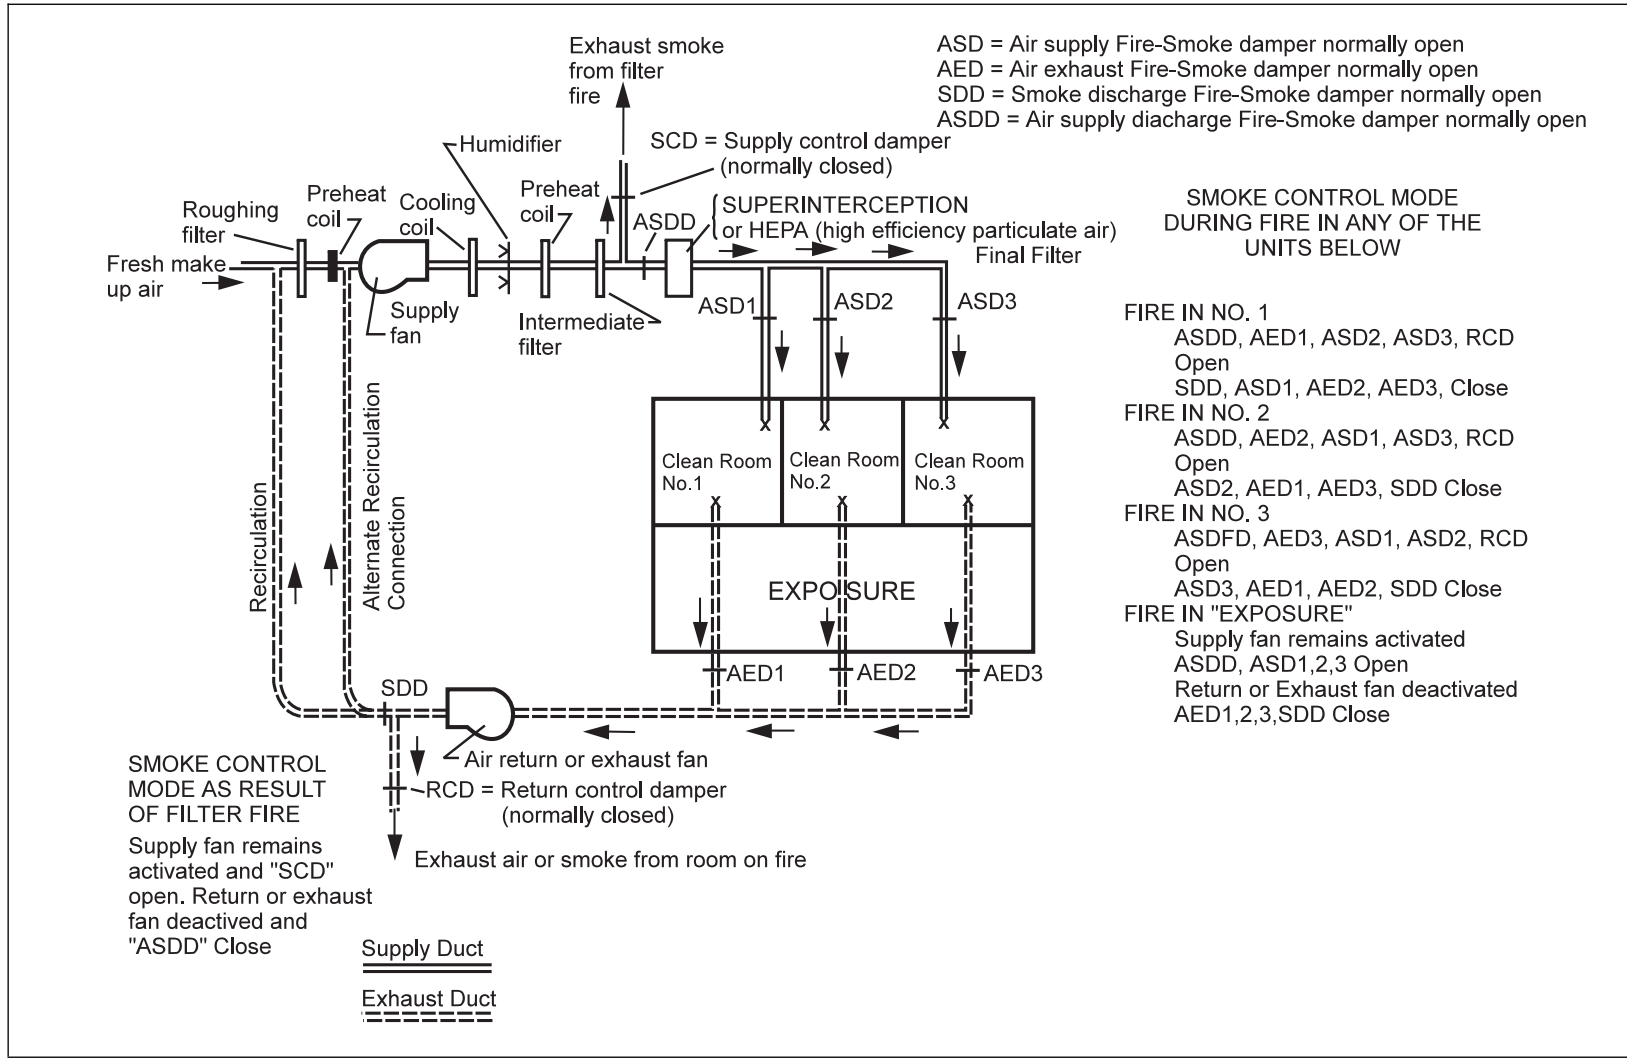 Exhaust smoke
from filter
fire
ASD = Air supply Fire-Smoke damper normally open
AED = Air exhaust Fire-Smoke damper normally open
SDD = Smoke discharge Fire-Smoke damper normally open
ASDD = Air supply diacharge Fire-Smoke damper normally open
SCD = Supply control damper
(normally closed)
Humidifier
Preheat
coil
Cooling
coil
Preheat
coil
Roughing
filter
ASDD
SUPERINTERCEPTION
or HEPA (high efficiency particulate air)
Final Filter
Fresh make
up air
Supply
fan
Intermediate
filter
ASD1
ASD2
ASD3
SMOKE CONTROL MODE
DURING FIRE IN ANY OF THE
UNITS BELOW
FIRE IN NO. 1
ASDD, AED1, ASD2, ASD3, RCD
Open
SDD, ASD1, AED2, AED3, Close
FIRE IN NO. 2
ASDD, AED2, ASD1, ASD3, RCD
Open
ASD2, AED1, AED3, SDD Close
FIRE IN NO. 3
ASDFD, AED3, ASD1, ASD2, RCD
Open
ASD3, AED1, AED2, SDD Close
FIRE IN "EXPOSURE"
Supply fan remains activated
ASDD, ASD1,2,3 Open
Return or Exhaust fan deactivated
AED1,2,3,SDD Close
Clean Room
No.1
Clean Room
No.2
Clean Room
No.3
EXPOSURE
Recirculation
Alternate Recirculation
Connection
AED1
AED2
AED3
SDD
Air return or exhaust fan
RCD = Return control damper
(normally closed)
Exhaust air or smoke from room on fire
SMOKE CONTROL
MODE AS RESULT
OF FILTER FIRE
Supply fan remains
activated and "SCD"
open. Return or exhaust
fan deactived and
"ASDD" Close
Supply Duct
Exhaust Duct